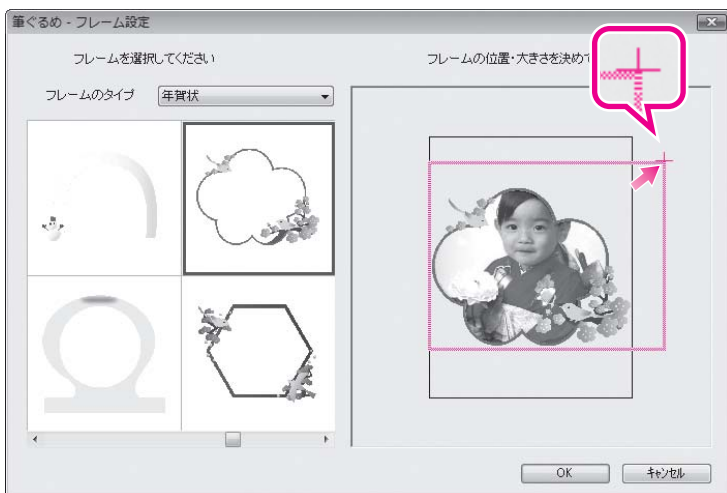 筆ぐるめ - フレーム設定
フレームを選択してください
フレームの位置・大きさを決めて
フレームのタイプ
年賀状
OK
キャンセル